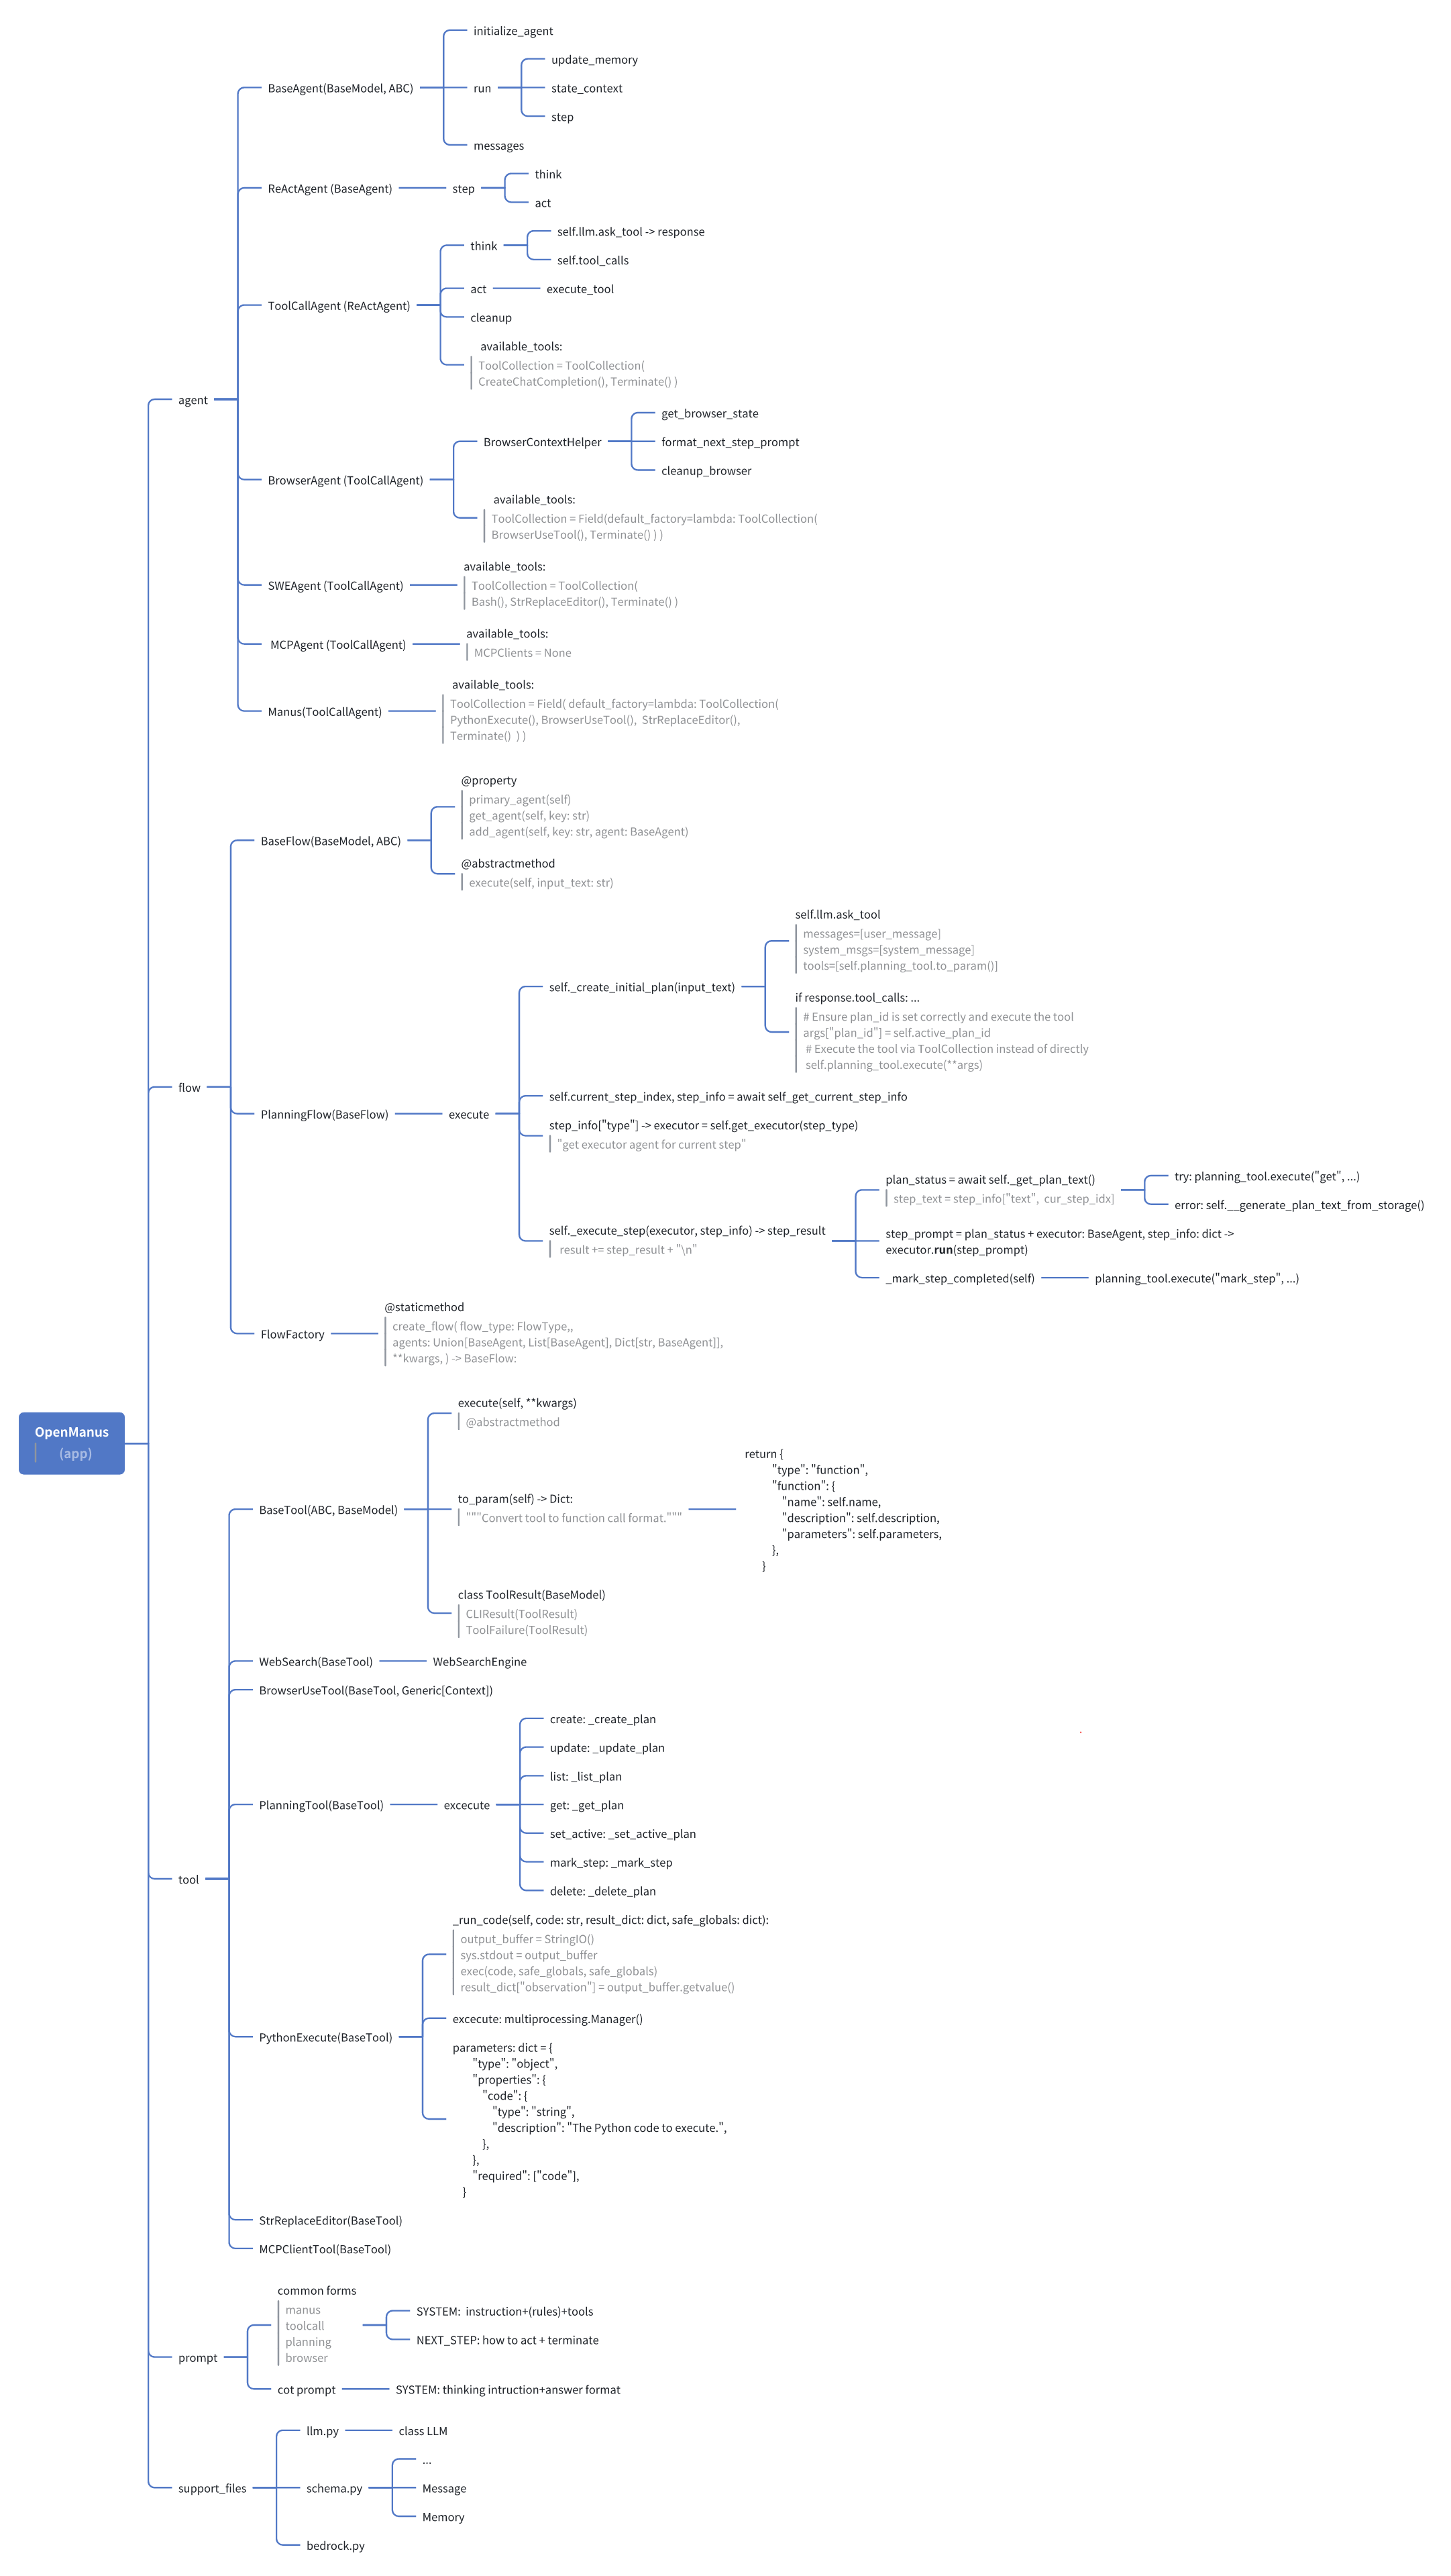 OpenManus
(app)
agent
BaseAgent(BaseModel, ABC)
initialize_agent
run
update_memory
state_context
step
messages
ReActAgent (BaseAgent)
step
think
act
ToolCallAgent (ReActAgent)
think
self.llm.ask_tool -> response
self.tool_calls
act
execute_tool
cleanup
available_tools:
ToolCollection = ToolCollection(
CreateChatCompletion(), Terminate() )
BrowserAgent (ToolCallAgent)
BrowserContextHelper
get_browser_state
format_next_step_prompt
cleanup_browser
available_tools:
ToolCollection = Field(default_factory=lambda: ToolCollection(
BrowserUseTool(), Terminate() ) )
SWEAgent (ToolCallAgent)
available_tools:
ToolCollection = ToolCollection(
Bash(), StrReplaceEditor(), Terminate() )
MCPAgent (ToolCallAgent)
available_tools:
MCPClients = None
Manus(ToolCallAgent)
available_tools:
ToolCollection = Field( default_factory=lambda: ToolCollection(
PythonExecute(), BrowserUseTool(),  StrReplaceEditor(),
Terminate()  ) )
flow
BaseFlow(BaseModel, ABC)
@property
primary_agent(self)
get_agent(self, key: str)
add_agent(self, key: str, agent: BaseAgent)
@abstractmethod
execute(self, input_text: str)
PlanningFlow(BaseFlow)
execute
self._create_initial_plan(input_text)
self.llm.ask_tool
messages=[user_message]
system_msgs=[system_message]
tools=[self.planning_tool.to_param()]
if response.tool_calls: ...
# Ensure plan_id is set correctly and execute the tool
args["plan_id"] = self.active_plan_id
# Execute the tool via ToolCollection instead of directly
self.planning_tool.execute(**args)
self.current_step_index, step_info = await self_get_current_step_info
step_info["type"] -> executor = self.get_executor(step_type)
"get executor agent for current step"
self._execute_step(executor, step_info) -> step_result
result += step_result + "\n"
plan_status = await self._get_plan_text()
step_text = step_info["text",  cur_step_idx]
try: planning_tool.execute("get", ...)
error: self.__generate_plan_text_from_storage()
step_prompt = plan_status + executor: BaseAgent, step_info: dict ->
executor.run(step_prompt)
_mark_step_completed(self)
planning_tool.execute("mark_step", ...)
FlowFactory
@staticmethod
create_flow( flow_type: FlowType,,
agents: Union[BaseAgent, List[BaseAgent], Dict[str, BaseAgent]],
**kwargs, ) -> BaseFlow:
tool
BaseTool(ABC, BaseModel)
execute(self, **kwargs)
@abstractmethod
to_param(self) -> Dict:
"""Convert tool to function call format."""
return {
"type": "function",
"function": {
"name": self.name,
"description": self.description,
"parameters": self.parameters,
},
}
class ToolResult(BaseModel)
CLIResult(ToolResult)
ToolFailure(ToolResult)
WebSearch(BaseTool)
WebSearchEngine
BrowserUseTool(BaseTool, Generic[Context])
PlanningTool(BaseTool)
excecute
create: _create_plan
update: _update_plan
list: _list_plan
get: _get_plan
set_active: _set_active_plan
mark_step: _mark_step
delete: _delete_plan
PythonExecute(BaseTool)
_run_code(self, code: str, result_dict: dict, safe_globals: dict):
output_buffer = StringIO()
sys.stdout = output_buffer
exec(code, safe_globals, safe_globals)
result_dict["observation"] = output_buffer.getvalue()
excecute: multiprocessing.Manager()
parameters: dict = {
"type": "object",
"properties": {
"code": {
"type": "string",
"description": "The Python code to execute.",
},
},
"required": ["code"],
}
StrReplaceEditor(BaseTool)
MCPClientTool(BaseTool)
prompt
common forms
manus
toolcall
planning
browser
SYSTEM:  instruction+(rules)+tools
NEXT_STEP: how to act + terminate
cot prompt
SYSTEM: thinking intruction+answer format
support_files
llm.py
class LLM
schema.py
...
Message
Memory
bedrock.py